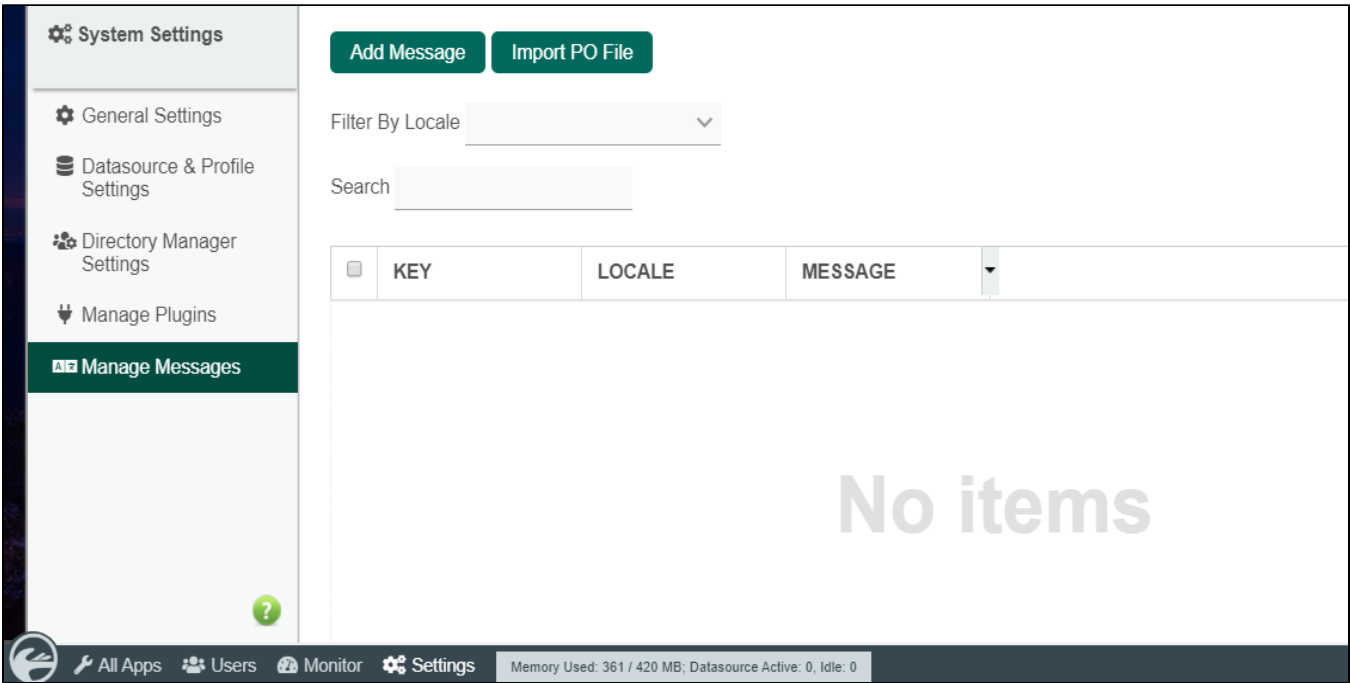 System Settings
General Settings
Datasource & Profile
Settings
Directory Manager
Settings
Manage Plugins
Manage Messages
?
Add Message Import PO File
Filter By Locale
Search
KEY LOCALE MESSAGE
No items
All Apps Users Monitor Settings Memory Used: 361 / 420 MB; Datasource Active: 0, Idle: 0